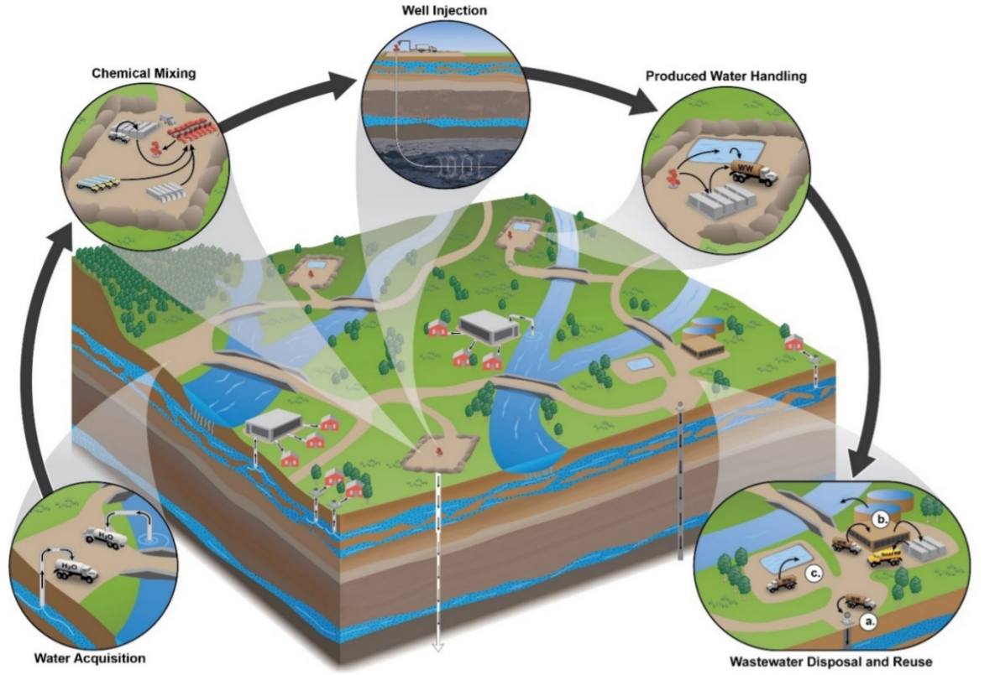 Well Injection
Chemical Mixing
Produced Water Handling
WW
H₂O
H₂O
b.
c.
a.
Water Acquisition
Wastewater Disposal and Reuse